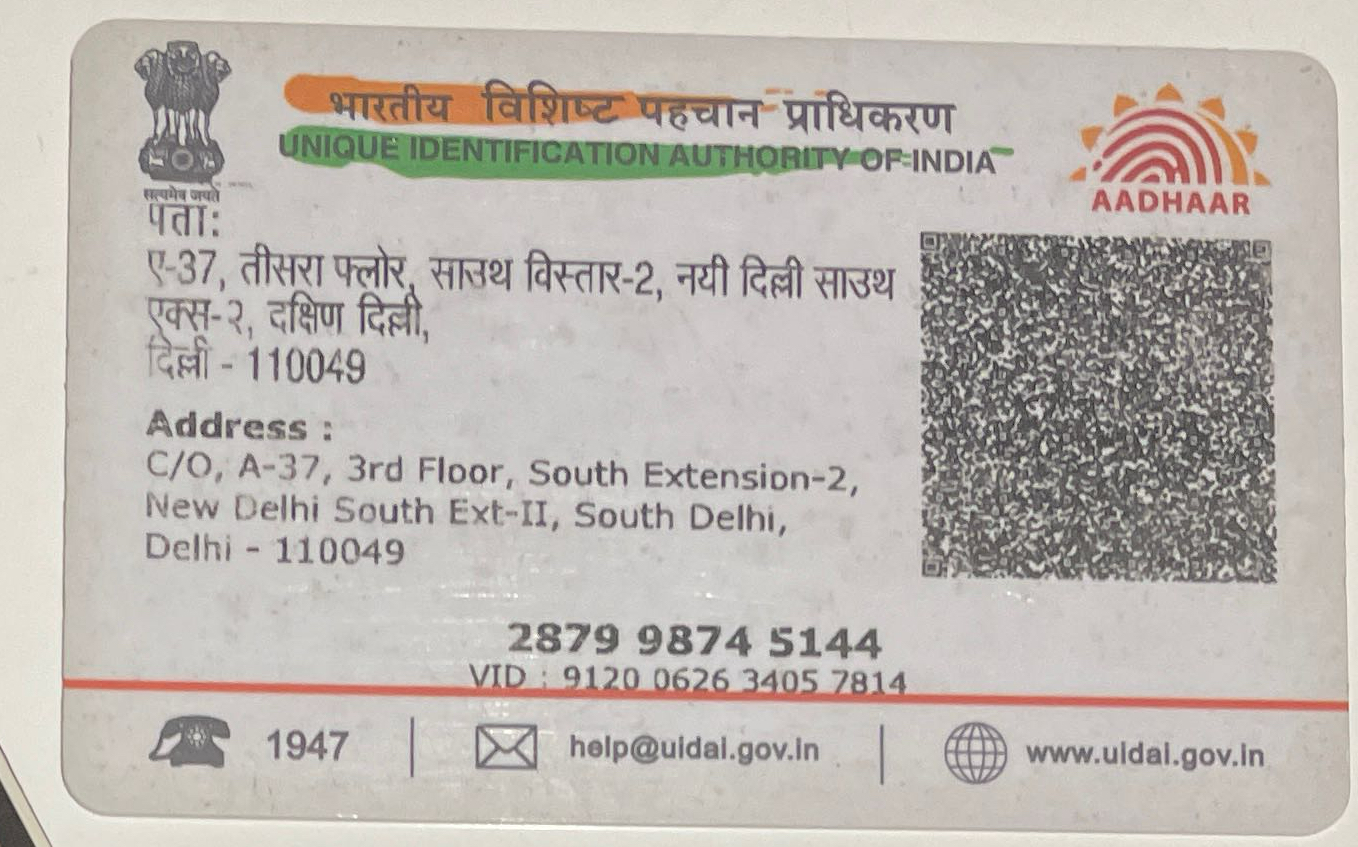 भारतीय विशिष्ट पहचान प्राधिकरण
UNIQUE IDENTIFICATION AUTHORITY OF INDIA
सत्यमेव जयते
AADHAAR
पता:
ए-37, तीसरा फ्लोर, साउथ विस्तार-2, नयी दिल्ली साउथ
एक्स-२, दक्षिण दिल्ली,
दिल्ली - 110049
Address :
C/O, A-37, 3rd Floor, South Extension-2,
New Delhi South Ext-II, South Delhi,
Delhi - 110049
2879 9874 5144
VID : 9120 0626 3405 7814
1947
help@uidai.gov.in
www.uidai.gov.in